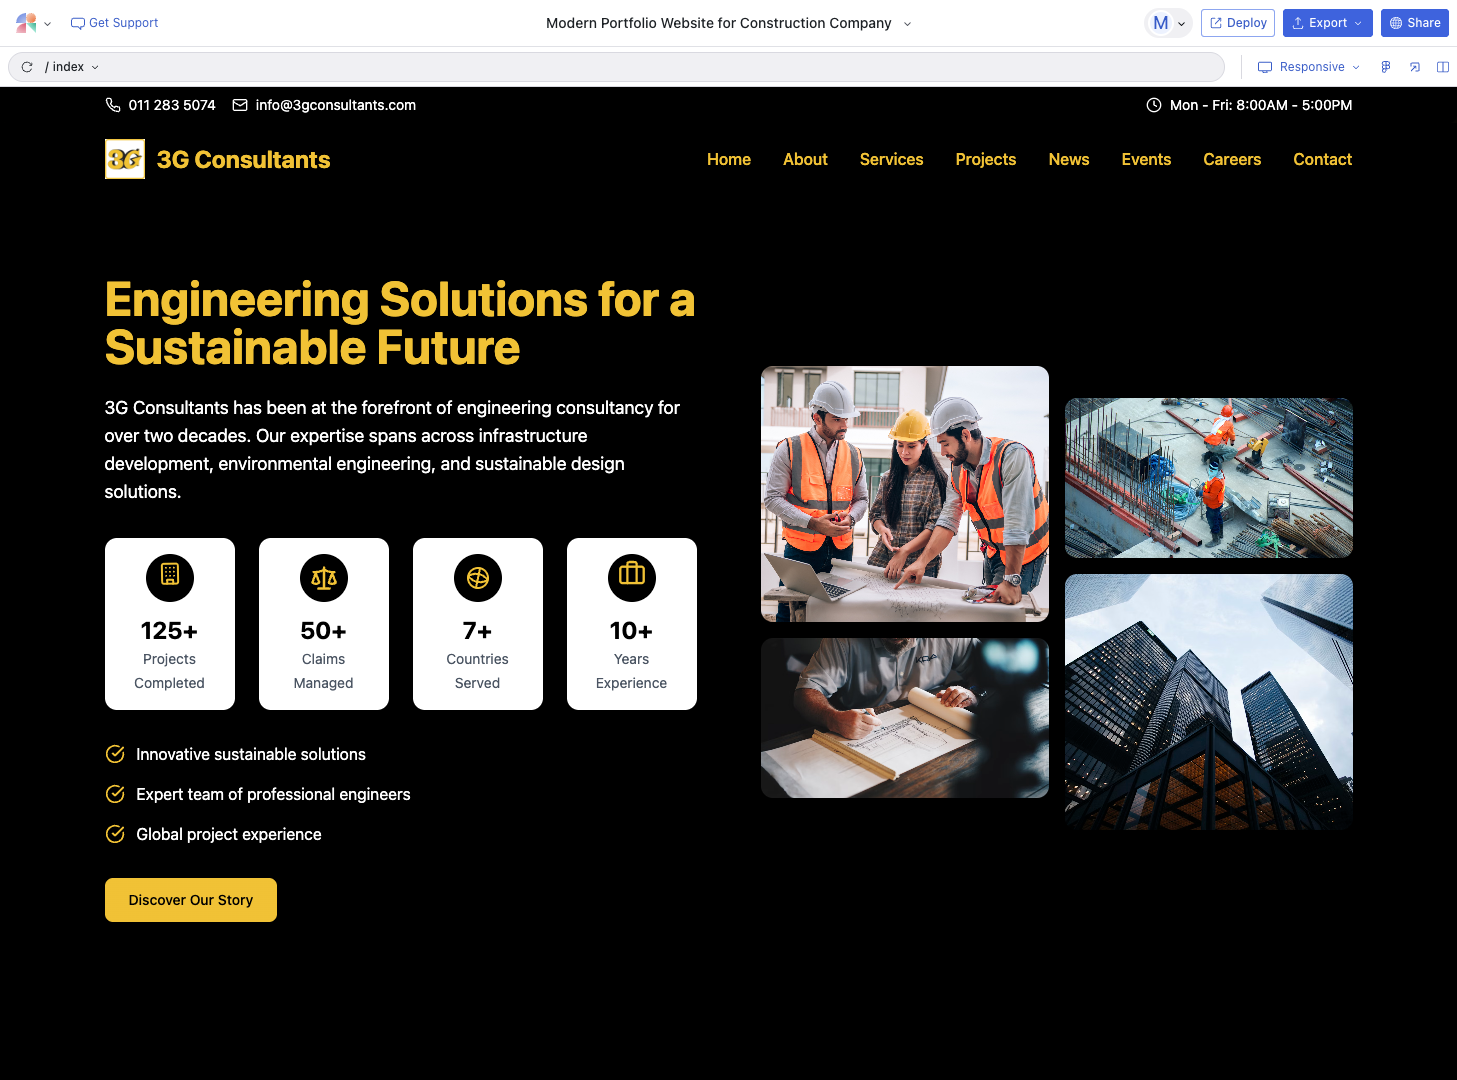 Get Support
Modern Portfolio Website for Construction Company
M
Deploy
Export
Share
/ index
Responsive
011 283 5074
info@3gconsultants.com
Mon - Fri: 8:00AM - 5:00PM
3G
3G Consultants
Home
About
Services
Projects
News
Events
Careers
Contact
Engineering Solutions for a
Sustainable Future
3G Consultants has been at the forefront of engineering consultancy for
over two decades. Our expertise spans across infrastructure
development, environmental engineering, and sustainable design
solutions.
125+
Projects
Completed
50+
Claims
Managed
7+
Countries
Served
10+
Years
Experience
Innovative sustainable solutions
Expert team of professional engineers
Global project experience
Discover Our Story